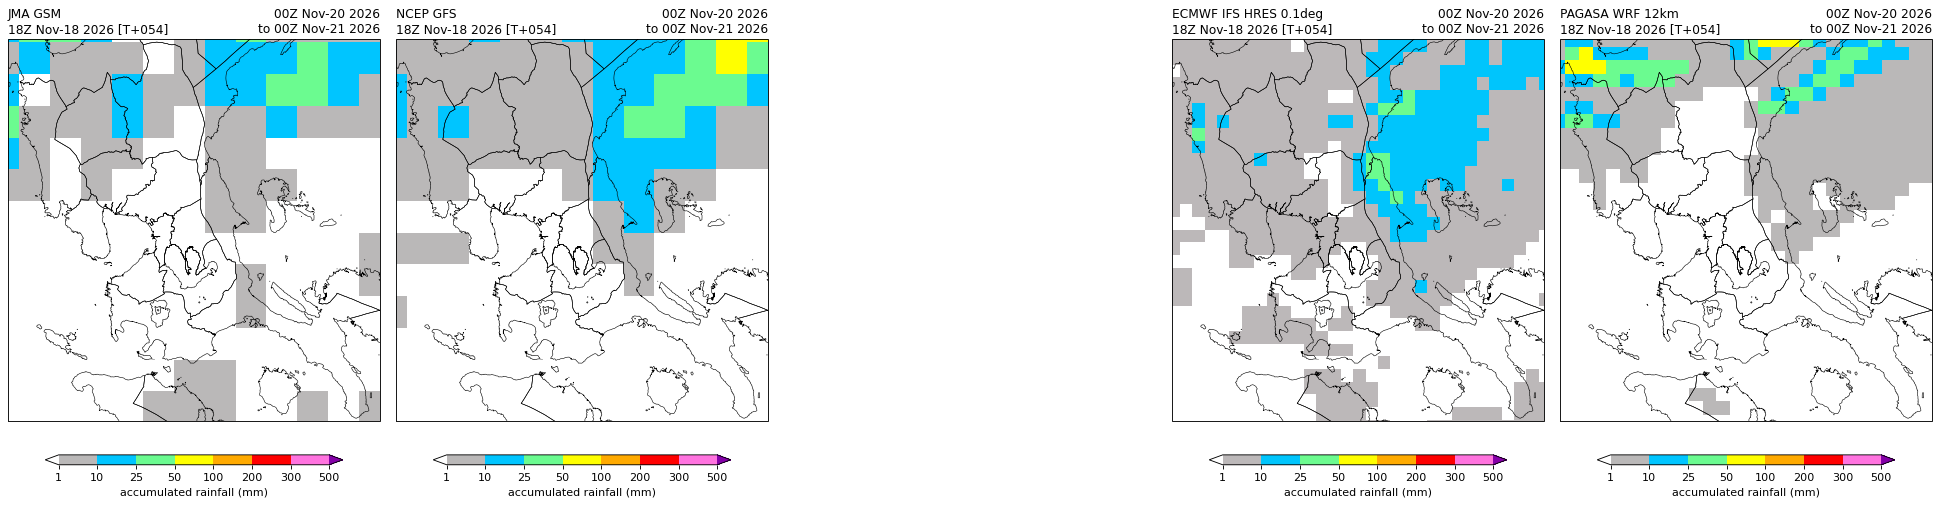 JMA GSM 00Z Nov-20 2026
18Z Nov-18 2026 [T+054] to 00Z Nov-21 2026
1 10 25 50 100 200 300 500
accumulated rainfall (mm)
NCEP GFS 00Z Nov-20 2026
18Z Nov-18 2026 [T+054] to 00Z Nov-21 2026
1 10 25 50 100 200 300 500
accumulated rainfall (mm)
ECMWF IFS HRES 0.1deg 00Z Nov-20 2026
18Z Nov-18 2026 [T+054] to 00Z Nov-21 2026
1 10 25 50 100 200 300 500
accumulated rainfall (mm)
PAGASA WRF 12km 00Z Nov-20 2026
18Z Nov-18 2026 [T+054] to 00Z Nov-21 2026
1 10 25 50 100 200 300 500
accumulated rainfall (mm)